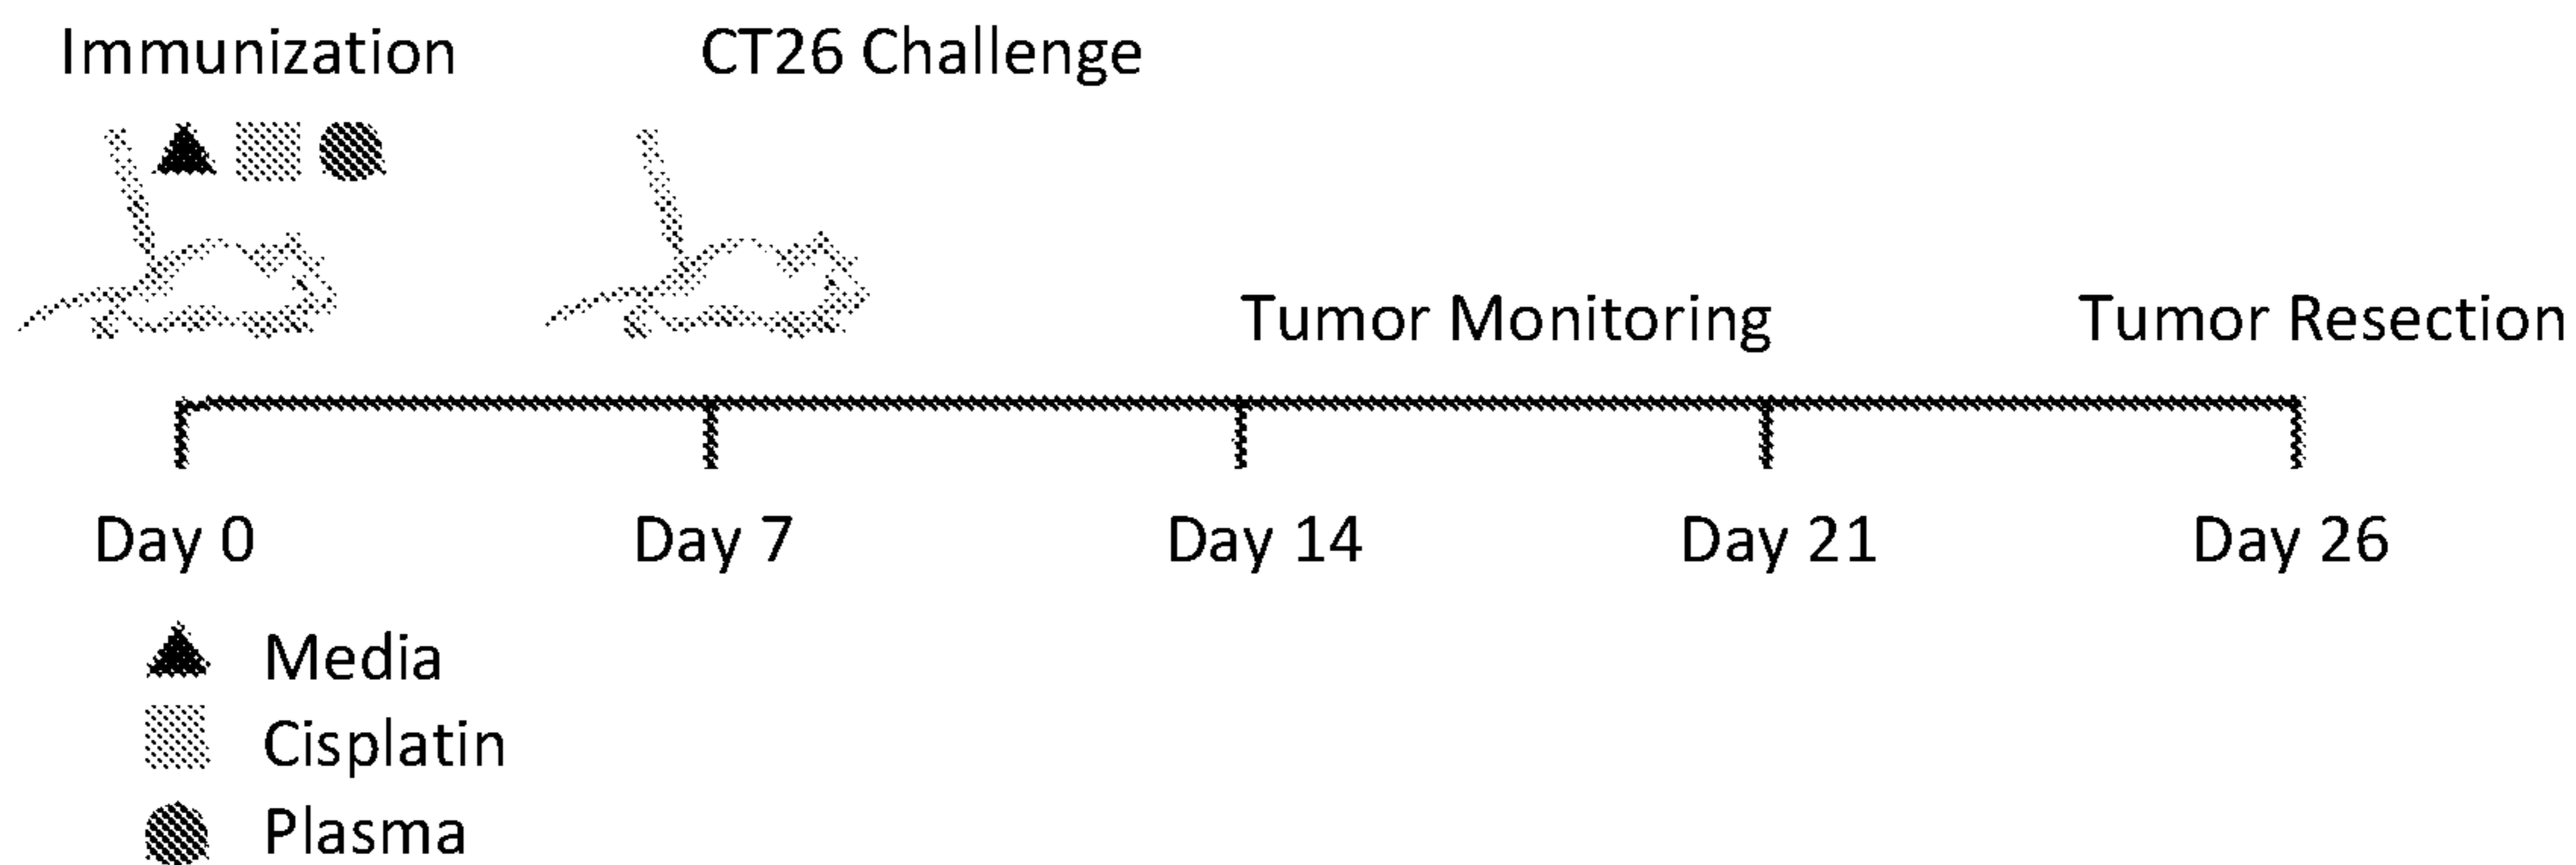 Immunization
CT26 Challenge
Tumor Monitoring
Tumor Resection
Day 0
Day 7
Day 14
Day 21
Day 26
Media
Cisplatin
Plasma